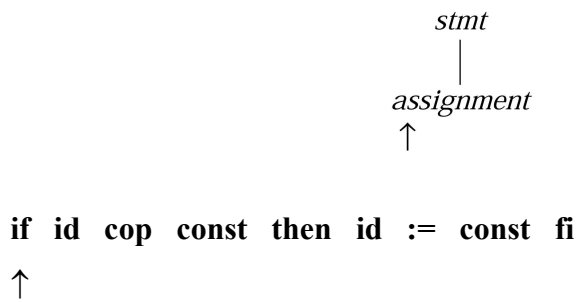 stmt
assignment
↑
if id cop const then id := const fi
↑